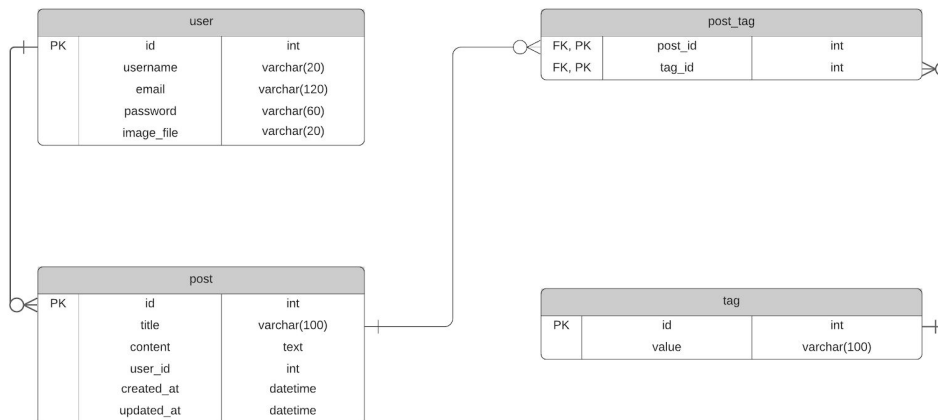 user
PK id int
username varchar(20)
email varchar(120)
password varchar(60)
image_file varchar(20)
post_tag
FK, PK post_id int
FK, PK tag_id int
post
PK id int
title varchar(100)
content text
user_id int
created_at datetime
updated_at datetime
tag
PK id int
value varchar(100)